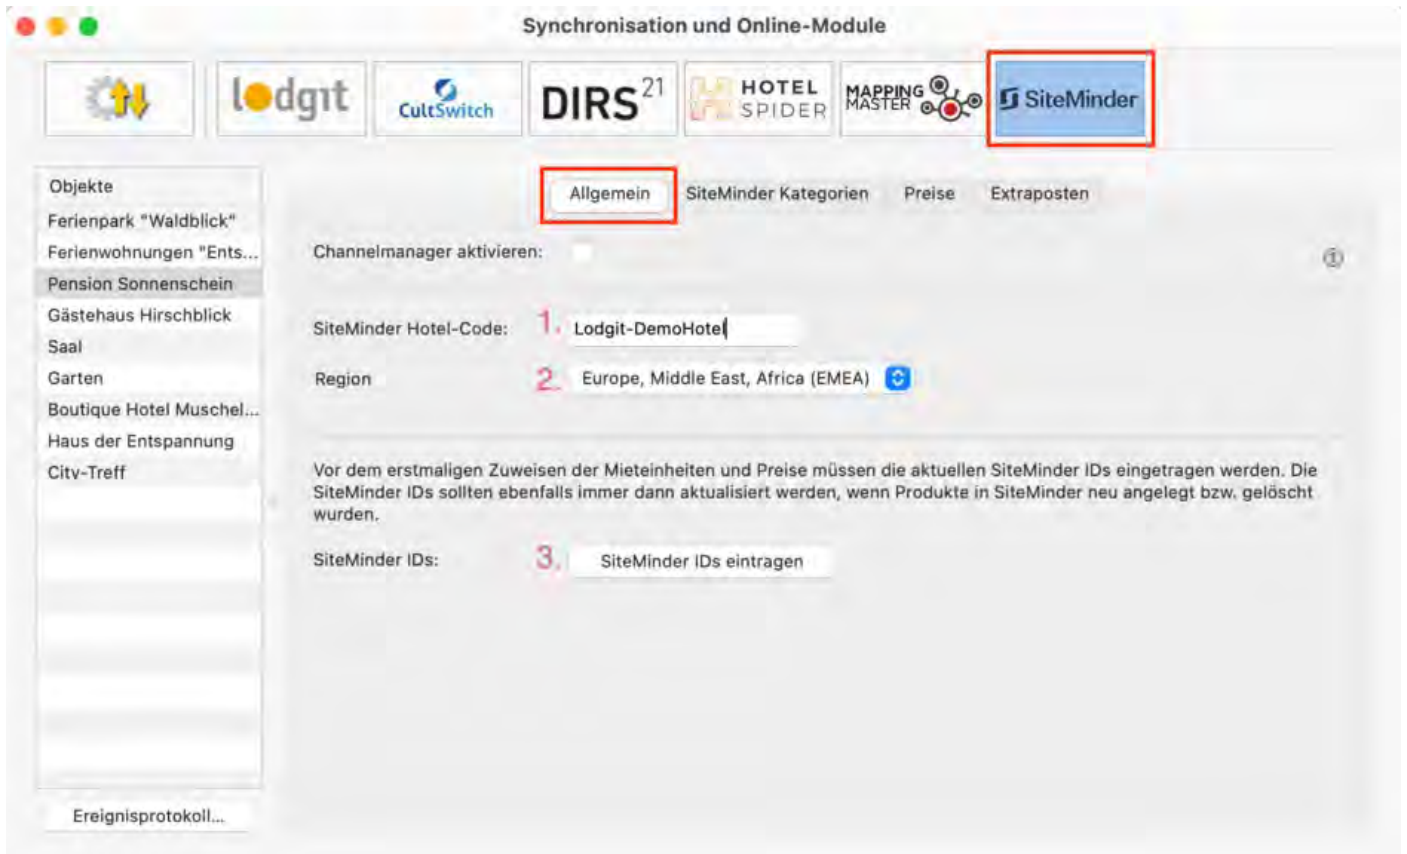 Synchronisation und Online-Module
lodgit
CultSwitch
DIRS21
HOTEL
SPIDER
MAPPING
MASTER
SiteMinder
Objekte
Ferienpark "Waldblick"
Ferienwohnungen "Ents...
Pension Sonnenschein
Gästehaus Hirschblick
Saal
Garten
Boutique Hotel Muschel...
Haus der Entspannung
City-Treff
Ereignisprotokoll...
Allgemein
SiteMinder Kategorien
Preise
Extraposten
Channelmanager aktivieren:
SiteMinder Hotel-Code: 1. Lodgit-DemoHotel
Region 2. Europe, Middle East, Africa (EMEA)
Vor dem erstmaligen Zuweisen der Mieteinheiten und Preise müssen die aktuellen SiteMinder IDs eingetragen werden. Die
SiteMinder IDs sollten ebenfalls immer dann aktualisiert werden, wenn Produkte in SiteMinder neu angelegt bzw. gelöscht
wurden.
SiteMinder IDs: 3. SiteMinder IDs eintragen